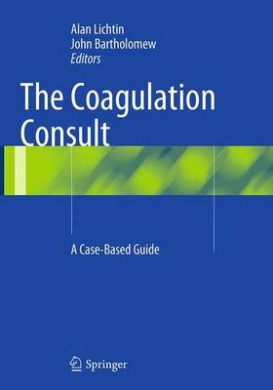 Alan Lichtin
John Bartholomew
Editors
The Coagulation
Consult
A Case-Based Guide
Springer